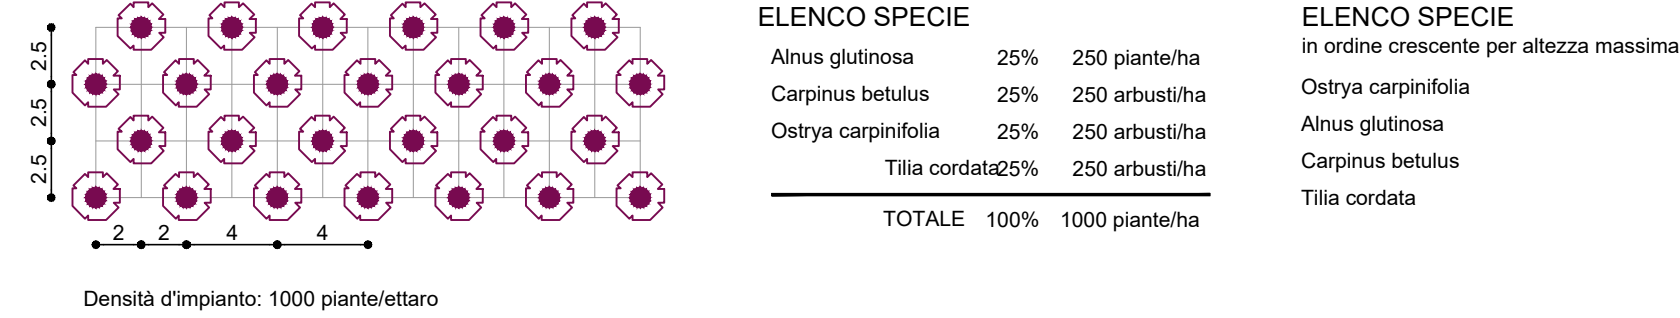 2.5
2.5
2.5
2 2 4 4
Densità d'impianto: 1000 piante/ettaro
ELENCO SPECIE
Alnus glutinosa 25% 250 piante/ha
Carpinus betulus 25% 250 arbusti/ha
Ostrya carpinifolia 25% 250 arbusti/ha
Tilia cordata25% 250 arbusti/ha
TOTALE 100% 1000 piante/ha
ELENCO SPECIE
in ordine crescente per altezza massima
Ostrya carpinifolia
Alnus glutinosa
Carpinus betulus
Tilia cordata